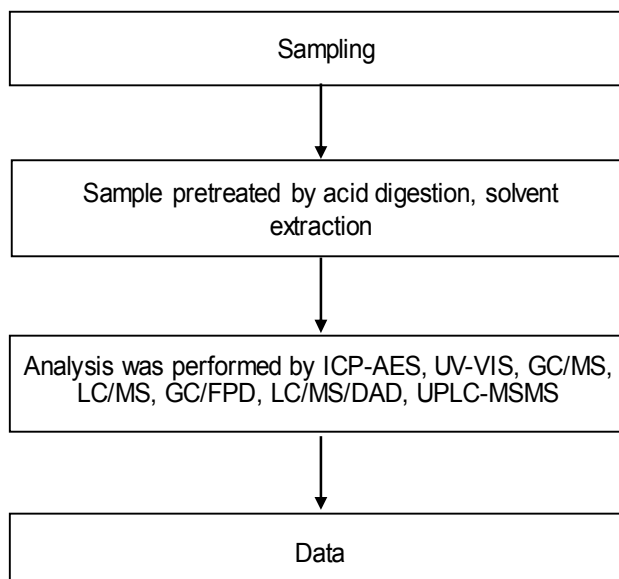 Sampling
Sample pretreated by acid digestion, solvent
extraction
Analysis was performed by ICP-AES, UV-VIS, GC/MS,
LC/MS, GC/FPD, LC/MS/DAD, UPLC-MSMS
Data